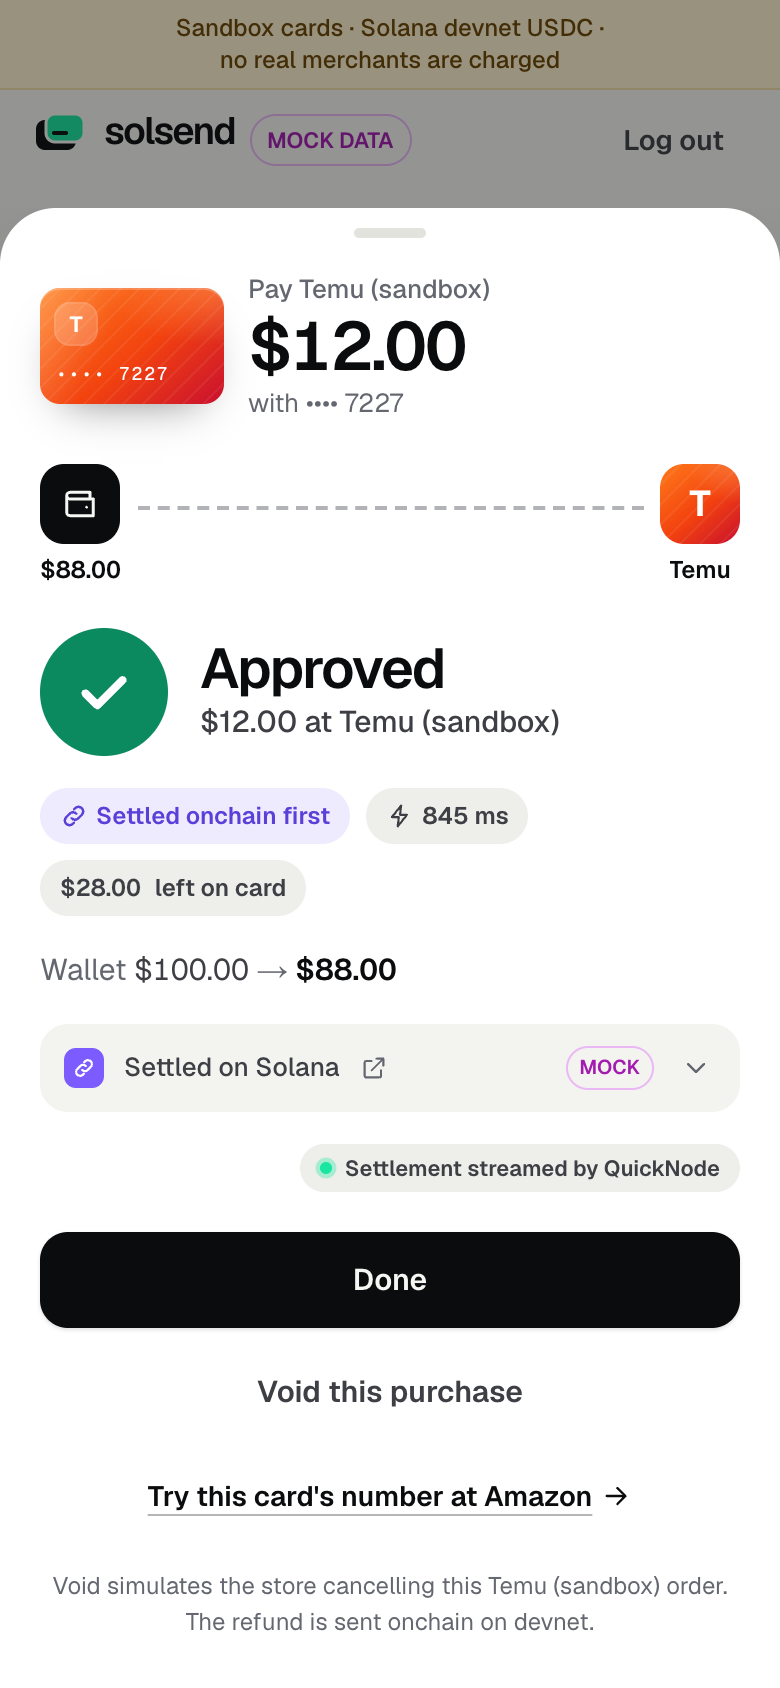 Sandbox cards · Solana devnet USDC ·
no real merchants are charged
solsend
MOCK DATA
Log out
T
•••• 7227
Pay Temu (sandbox)
$12.00
with •••• 7227
T
$88.00
Temu
Approved
$12.00 at Temu (sandbox)
Settled onchain first
845 ms
$28.00 left on card
Wallet $100.00 → $88.00
Settled on Solana
MOCK
Settlement streamed by QuickNode
Done
Void this purchase
Try this card's number at Amazon →
Void simulates the store cancelling this Temu (sandbox) order.
The refund is sent onchain on devnet.